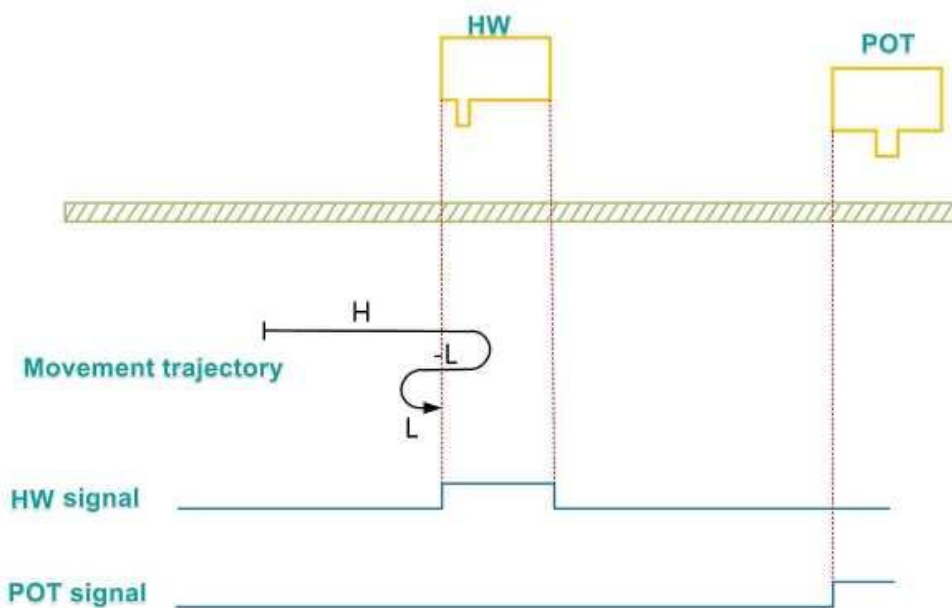 HW
POT
H
-L
Movement trajectory
L
HW signal
POT signal